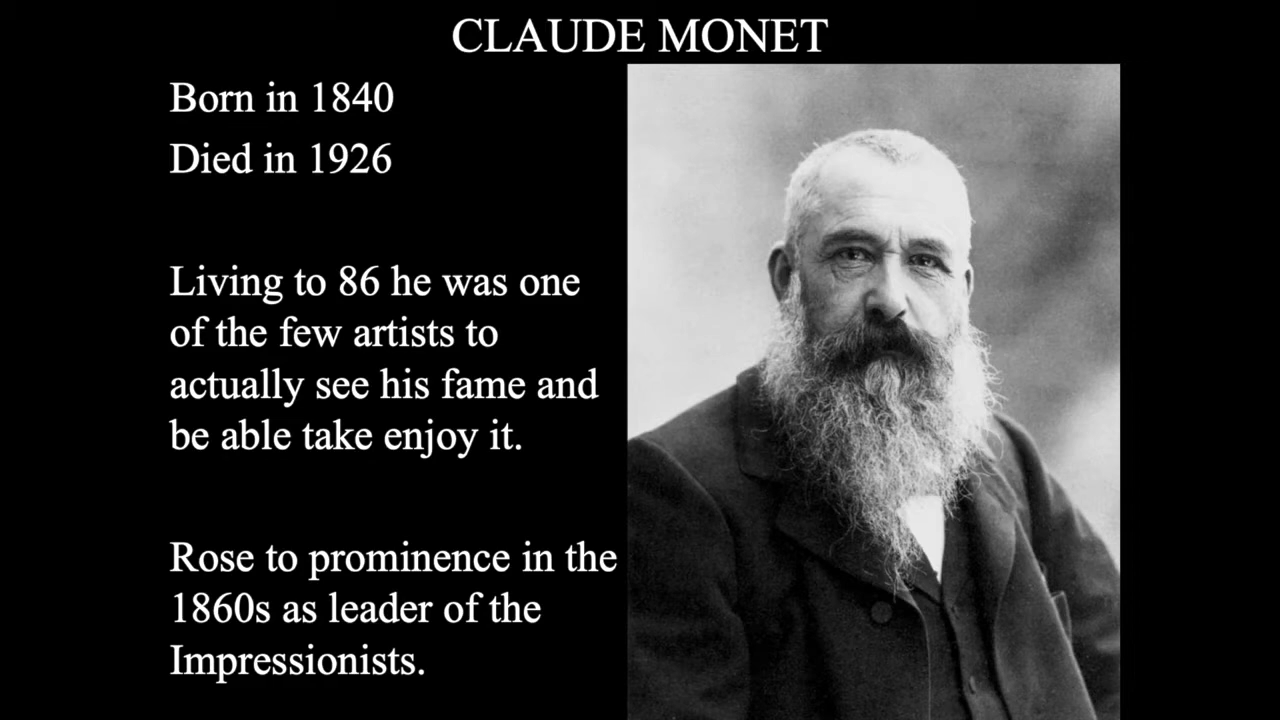 CLAUDE MONET
Born in 1840
Died in 1926
Living to 86 he was one
of the few artists to
actually see his fame and
be able take enjoy it.
Rose to prominence in the
1860s as leader of the
Impressionists.